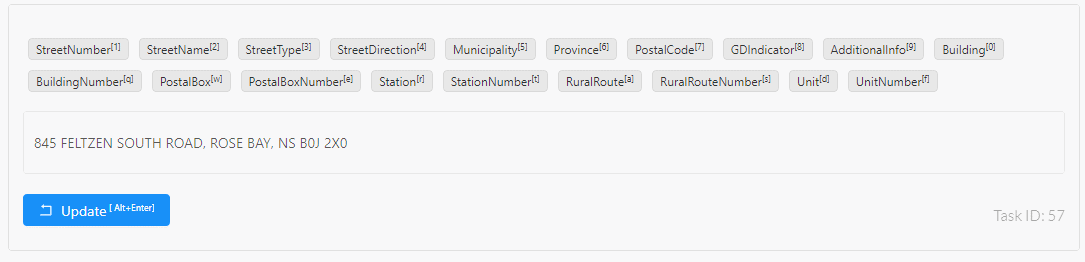 StreetNumber[1] StreetName[2] StreetType[3] StreetDirection[4] Municipality[5] Province[6] PostalCode[7] GDIndicator[8] AdditionalInfo[9] Building[0]
BuildingNumber[q] PostalBox[w] PostalBoxNumber[e] Station[r] StationNumber[t] RuralRoute[a] RuralRouteNumber[s] Unit[d] UnitNumber[f]
845 FELTZEN SOUTH ROAD, ROSE BAY, NS B0J 2X0
Update [ Alt+Enter]
Task ID: 57